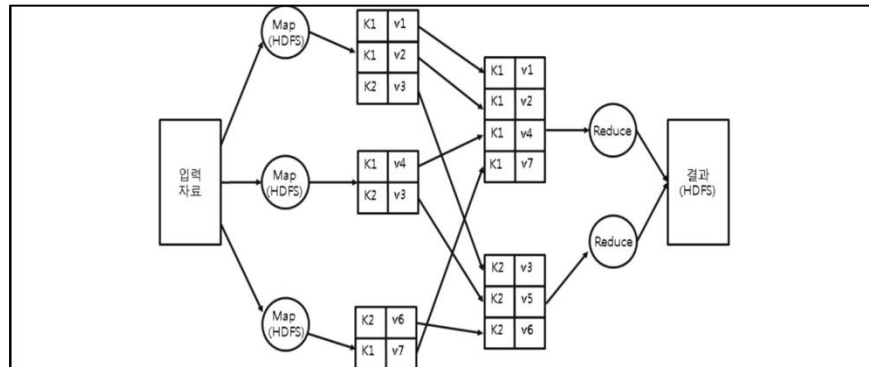 Map
(HDFS)
K1 v1
K1 v2
K2 v3
입력
자료
Map
(HDFS)
K1 v4
K2 v3
Map
(HDFS)
K2 v6
K1 v7
K1 v1
K1 v2
K1 v4
K1 v7
K2 v3
K2 v5
K2 v6
Reduce
Reduce
결과
(HDFS)